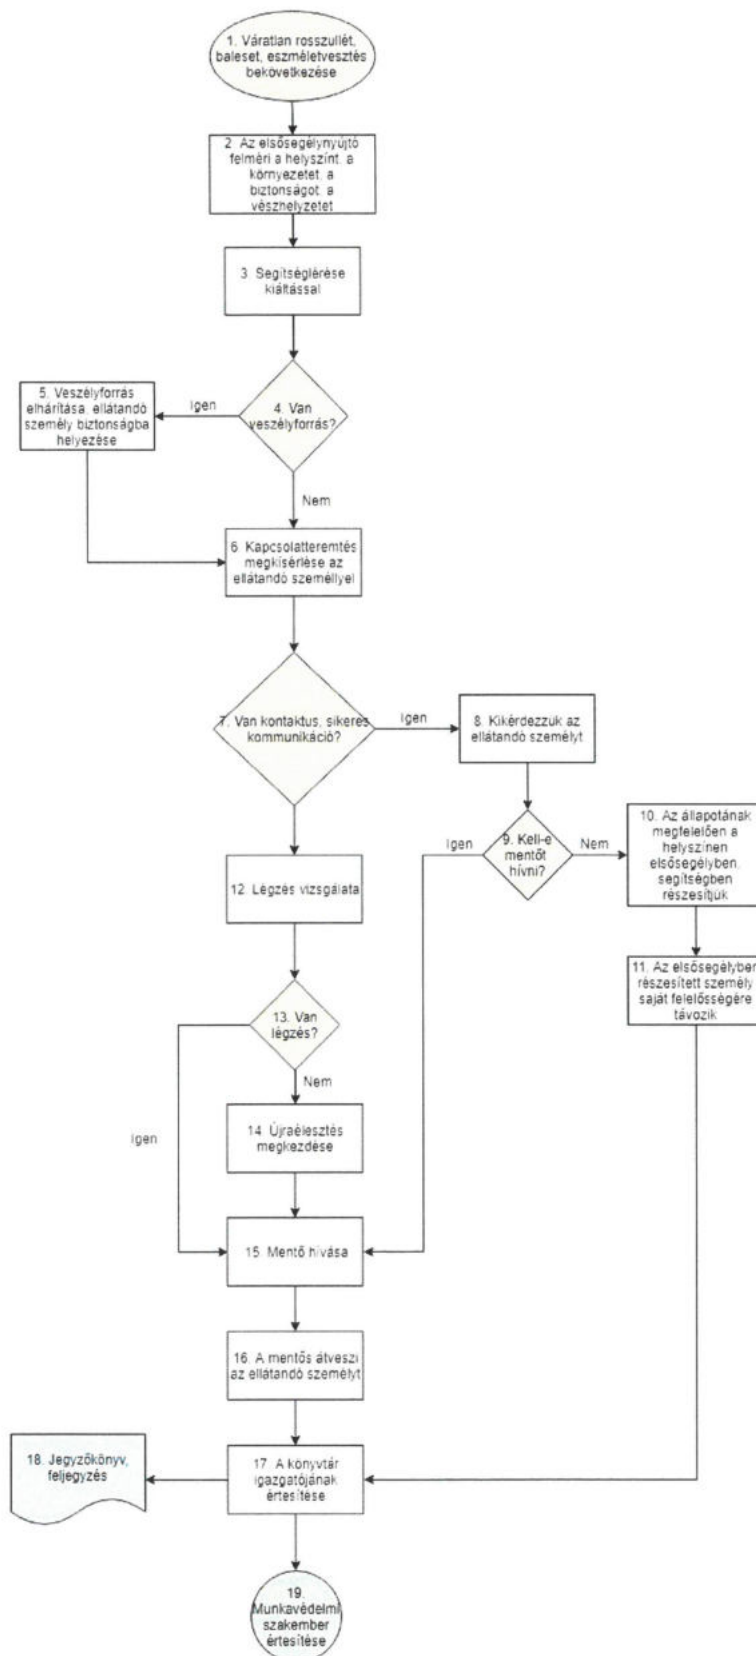 1. Váratlan rosszullét,
baleset, eszméletvesztés
bekövetkezése
2. Az elsősegélynyújtó
felméri a helyszínt, a
környezetet, a
biztonságot, a
vészhelyzetet
3. Segítséglérése
kiáltással
4. Van
veszélyforrás?
Igen
5. Veszélyforrás
elhárítása, ellátandó
személy biztonságba
helyezése
Nem
6. Kapcsolatteremtés
megkísérlése az
ellátandó személlyel
7. Van kontaktus, sikeres
kommunikáció?
Igen
8. Kikérdezzük az
ellátandó személyt
9. Kell-e
mentőt
hívni?
Igen
Nem
10. Az állapotának
megfelelően a
helyszínen
elsősegélyben,
segítségben
részesítjük
11. Az elsősegélyben
részesített személy
saját felelősségére
távozik
12. Légzés vizsgálata
13. Van
légzés?
Nem
Igen
14. Újraélesztés
megkezdése
15. Mentő hívása
16. A mentős átveszi
az ellátandó személyt
17. A könyvtár
igazgatójának
értesítése
18. Jegyzőkönyv,
feljegyzés
19.
Munkavédelmi
szakember
értesítése